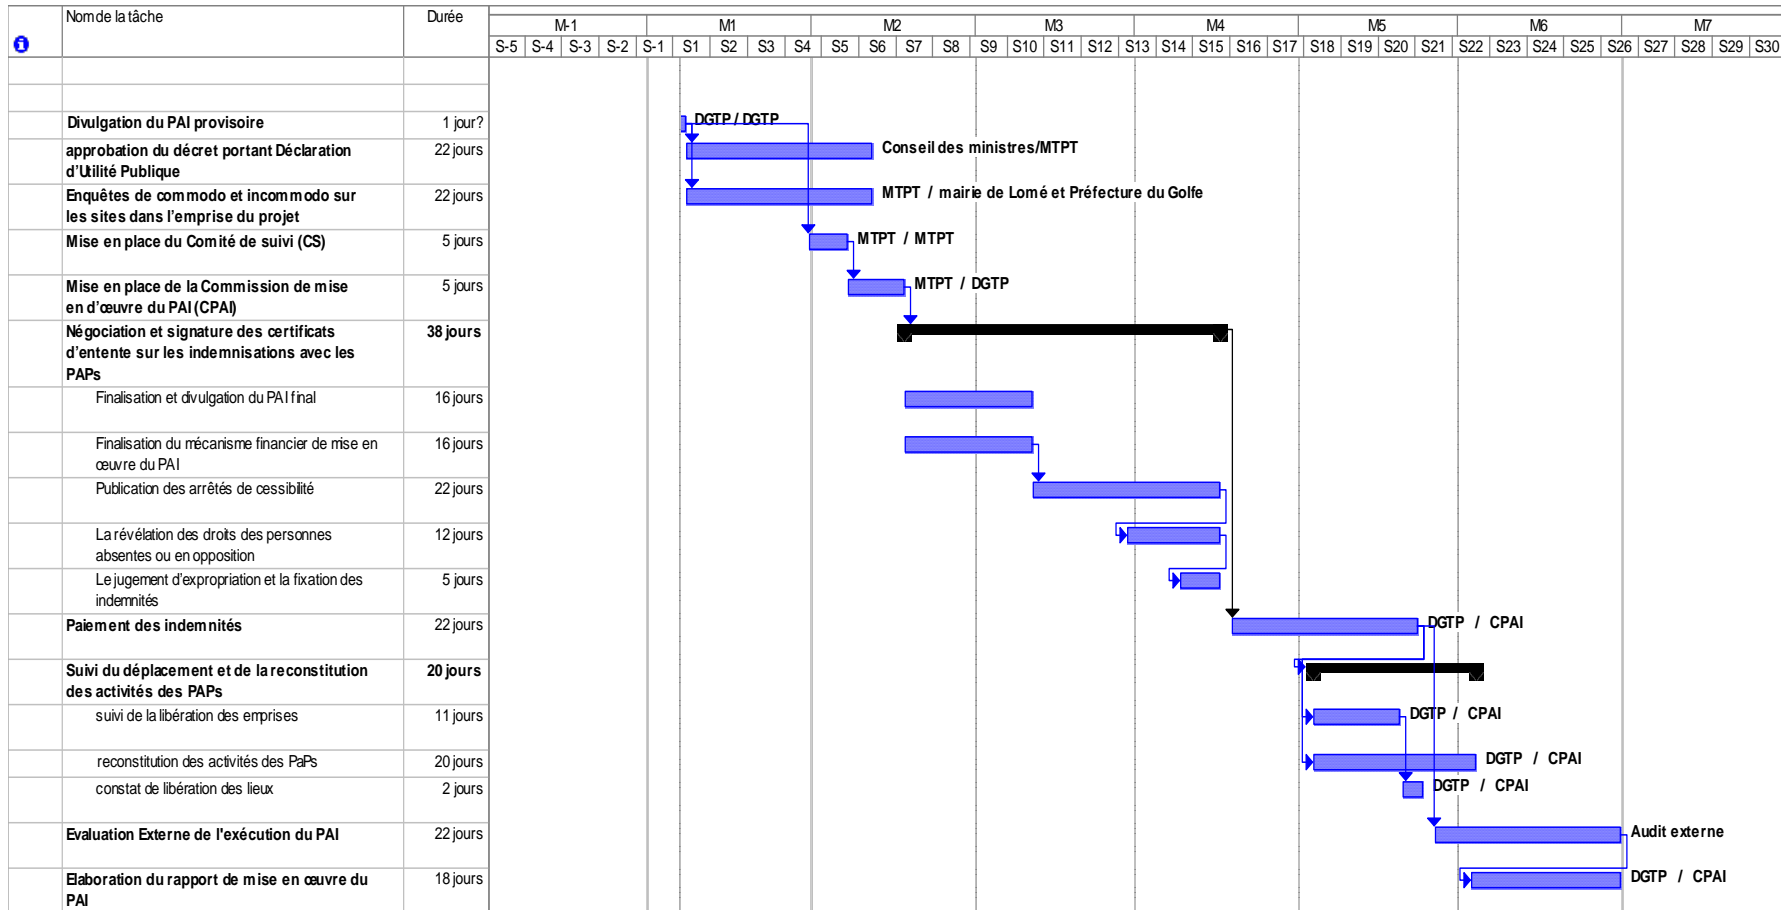 Nom de la tâche Durée
M-1 M1 M2 M3 M4 M5 M6 M7
S-5 S-4 S-3 S-2 S-1 S1 S2 S3 S4 S5 S6 S7 S8 S9 S10 S11 S12 S13 S14 S15 S16 S17 S18 S19 S20 S21 S22 S23 S24 S25 S26 S27 S28 S29 S30
Divulgation du PAI provisoire 1 jour? DGTP / DGTP
approbation du décret portant Déclaration 22 jours Conseil des ministres/MTPT
d'Utilité Publique
Enquêtes de commodo et incommodo sur 22 jours MTPT / mairie de Lomé et Préfecture du Golfe
les sites dans l'emprise du projet
Mise en place du Comité de suivi (CS) 5 jours MTPT / MTPT
Mise en place de la Commission de mise 5 jours MTPT / DGTP
en d'œuvre du PAI (CPAI)
Négociation et signature des certificats 38 jours
d'entente sur les indemnisations avec les
PAPs
Finalisation et divulgation du PAI final 16 jours
Finalisation du mécanisme financier de mise en 16 jours
œuvre du PAI
Publication des arrêtés de cessibilité 22 jours
La révélation des droits des personnes 12 jours
absentes ou en opposition
Le jugement d'expropriation et la fixation des 5 jours
indemnités
Paiement des indemnités 22 jours DGTP / CPAI
Suivi du déplacement et de la reconstitution 20 jours
des activités des PAPs
suivi de la libération des emprises 11 jours DGTP / CPAI
reconstitution des activités des PaPs 20 jours DGTP / CPAI
constat de libération des lieux 2 jours DGTP / CPAI
Evaluation Externe de l'exécution du PAI 22 jours Audit externe
Elaboration du rapport de mise en œuvre du 18 jours DGTP / CPAI
PAI